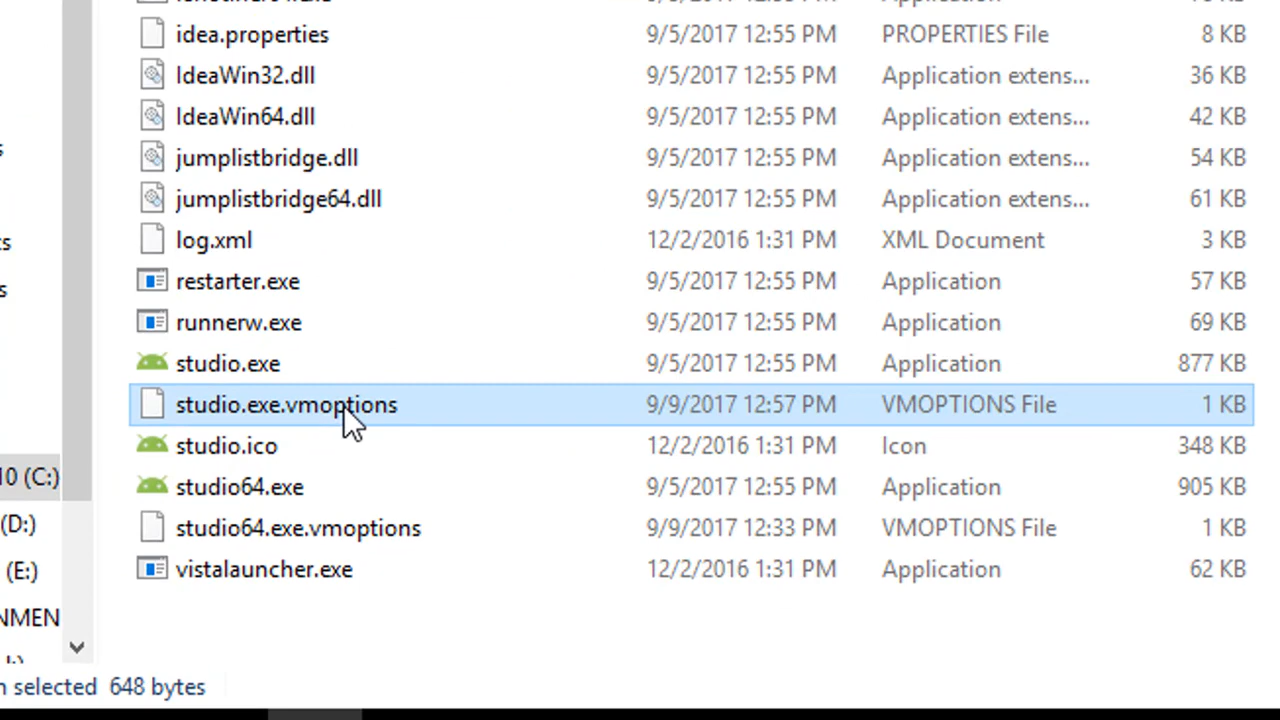 idea.properties 9/5/2017 12:55 PM PROPERTIES File 8 KB
IdeaWin32.dll 9/5/2017 12:55 PM Application extens... 36 KB
IdeaWin64.dll 9/5/2017 12:55 PM Application extens... 42 KB
jumplistbridge.dll 9/5/2017 12:55 PM Application extens... 54 KB
jumplistbridge64.dll 9/5/2017 12:55 PM Application extens... 61 KB
log.xml 12/2/2016 1:31 PM XML Document 3 KB
restarter.exe 9/5/2017 12:55 PM Application 57 KB
runnerw.exe 9/5/2017 12:55 PM Application 69 KB
studio.exe 9/5/2017 12:55 PM Application 877 KB
studio.exe.vmoptions 9/9/2017 12:57 PM VMOPTIONS File 1 KB
studio.ico 12/2/2016 1:31 PM Icon 348 KB
10 (C:)
studio64.exe 9/5/2017 12:55 PM Application 905 KB
(D:)
studio64.exe.vmoptions 9/9/2017 12:33 PM VMOPTIONS File 1 KB
(E:)
vistalauncher.exe 12/2/2016 1:31 PM Application 62 KB
NMEN
selected 648 bytes